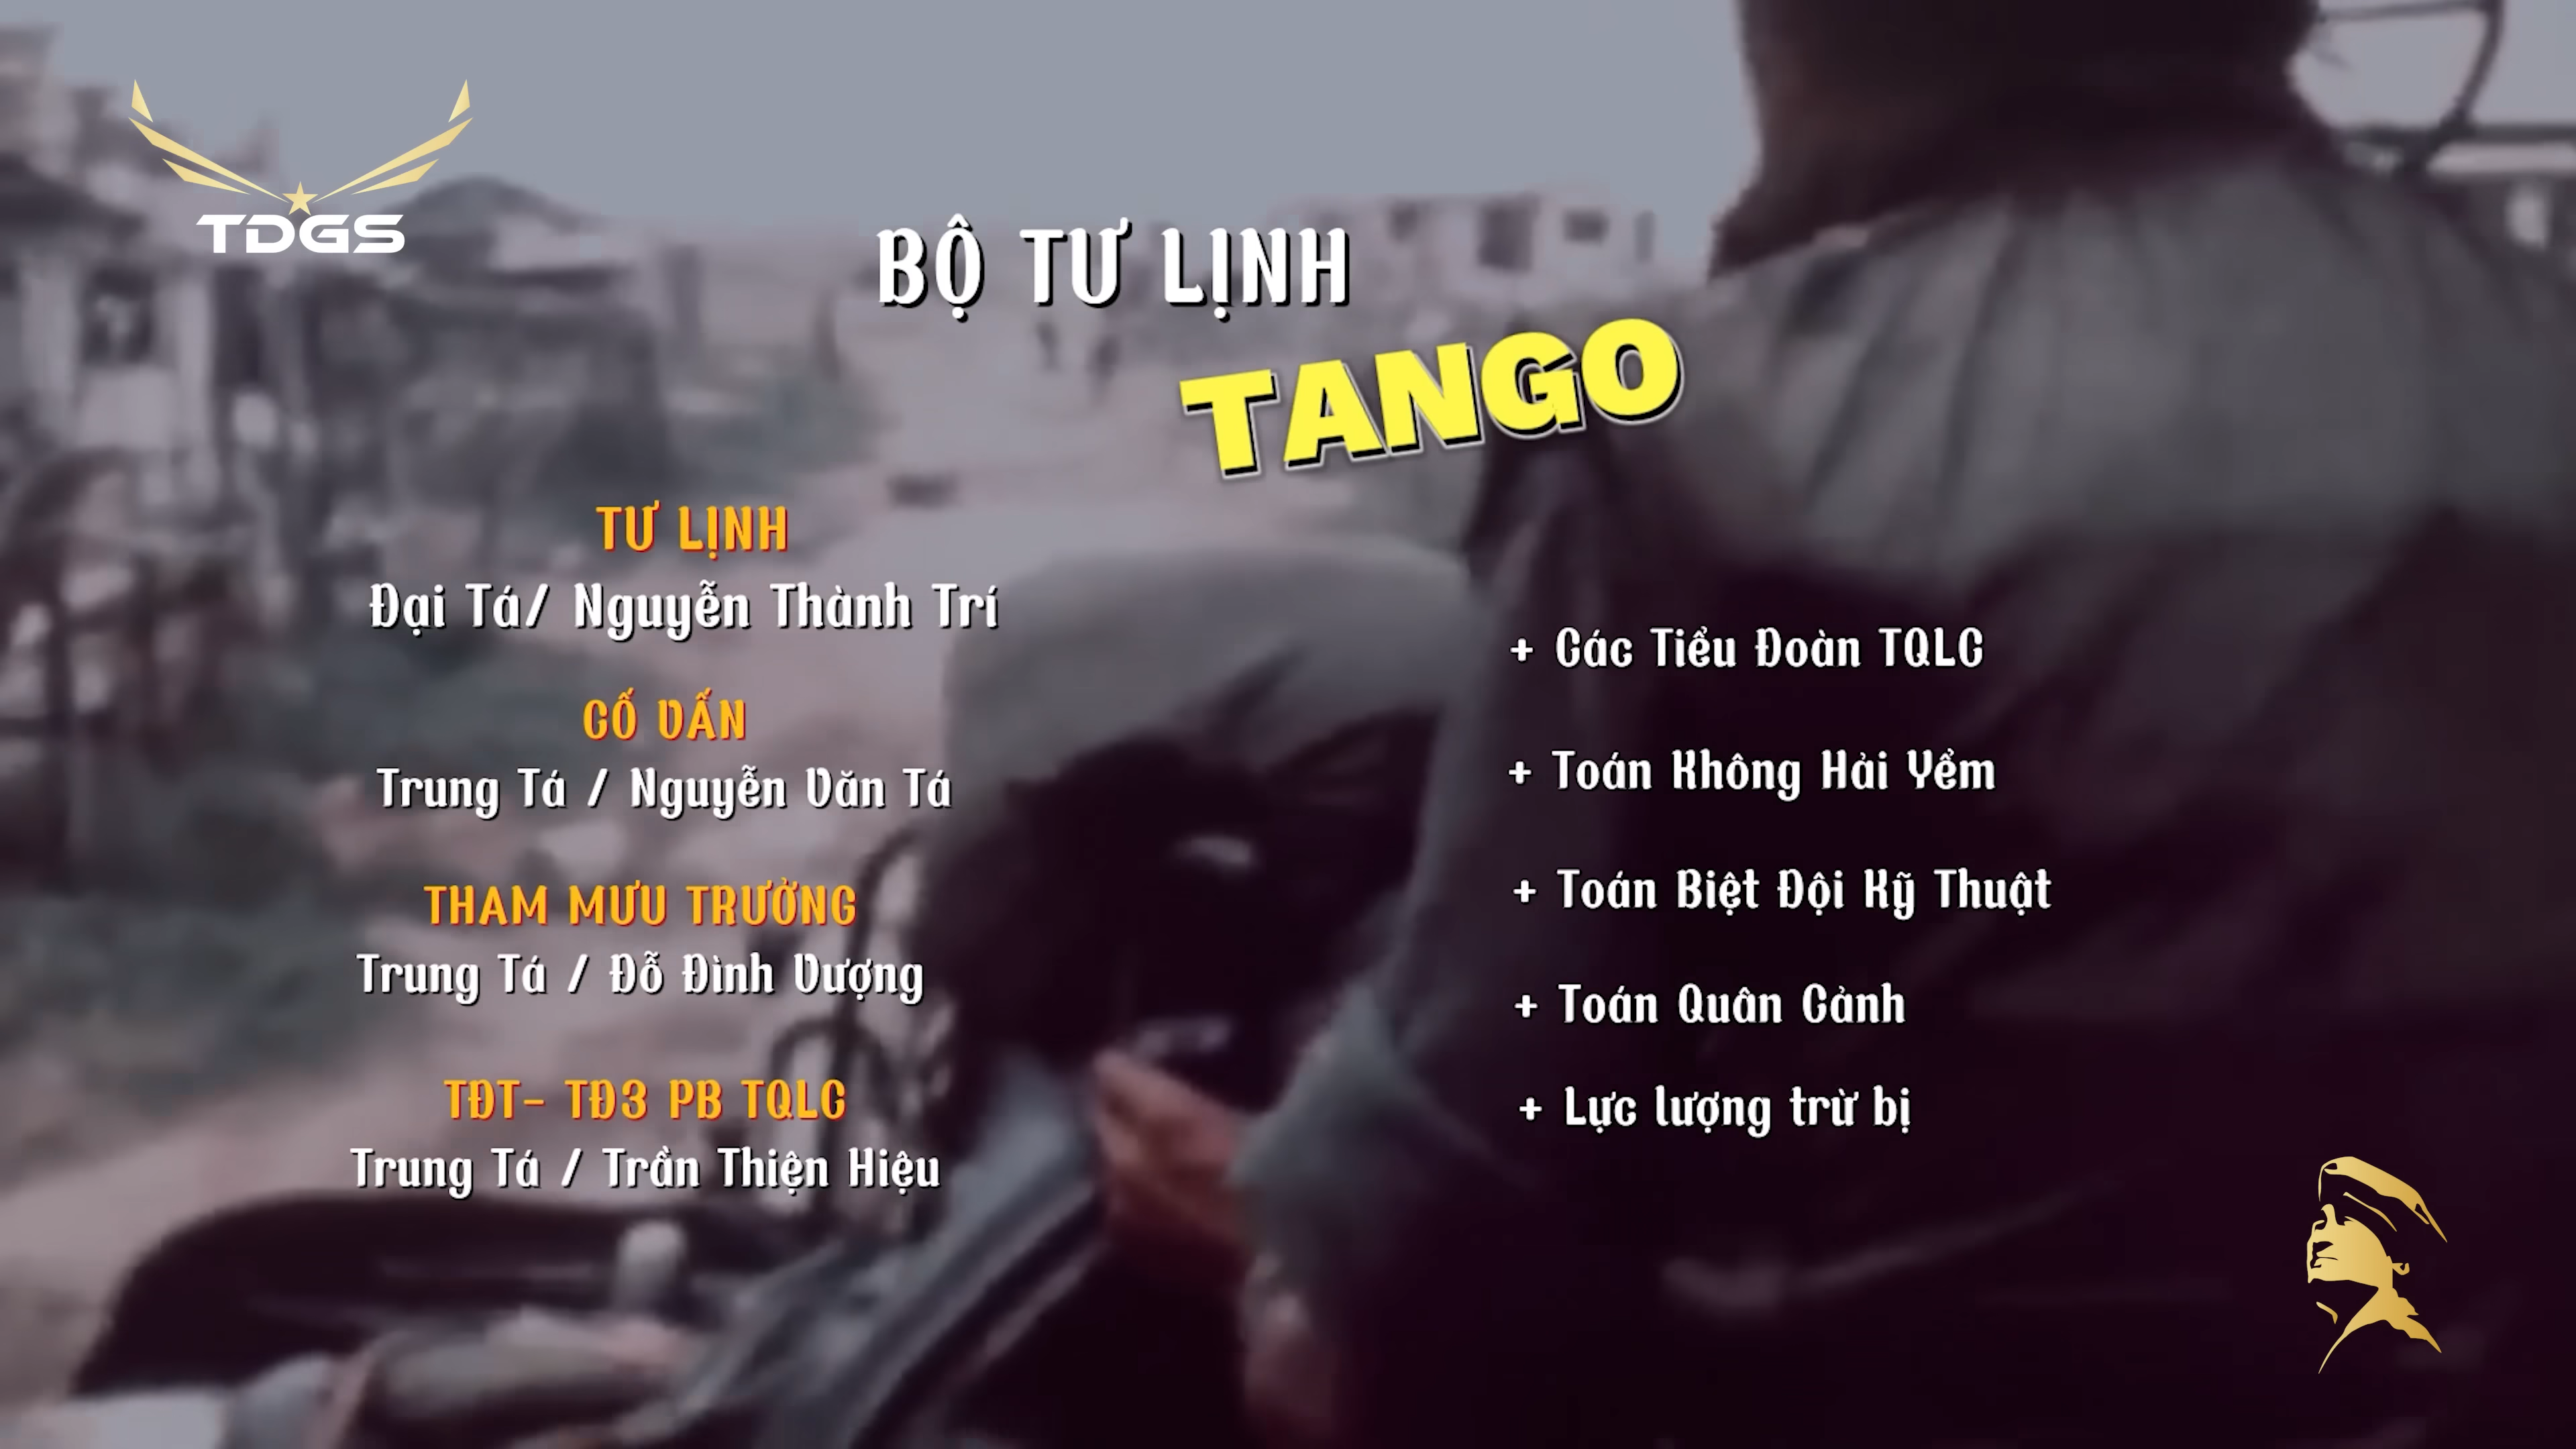 TDGS
BỘ TƯ LỊNH
TANGO
TƯ LỊNH
Đại Tá/ Nguyễn Thành Trí
CỐ VẤN
Trung Tá / Nguyễn Văn Tá
THAM MƯU TRƯỞNG
Trung Tá / Đỗ Đình Vượng
TĐT- TĐ3 PB TQLC
Trung Tá / Trần Thiện Hiệu
+ Các Tiểu Đoàn TQLC
+ Toán Không Hải Yểm
+ Toán Biệt Đội Kỹ Thuật
+ Toán Quân Cảnh
+ Lực lượng trừ bị